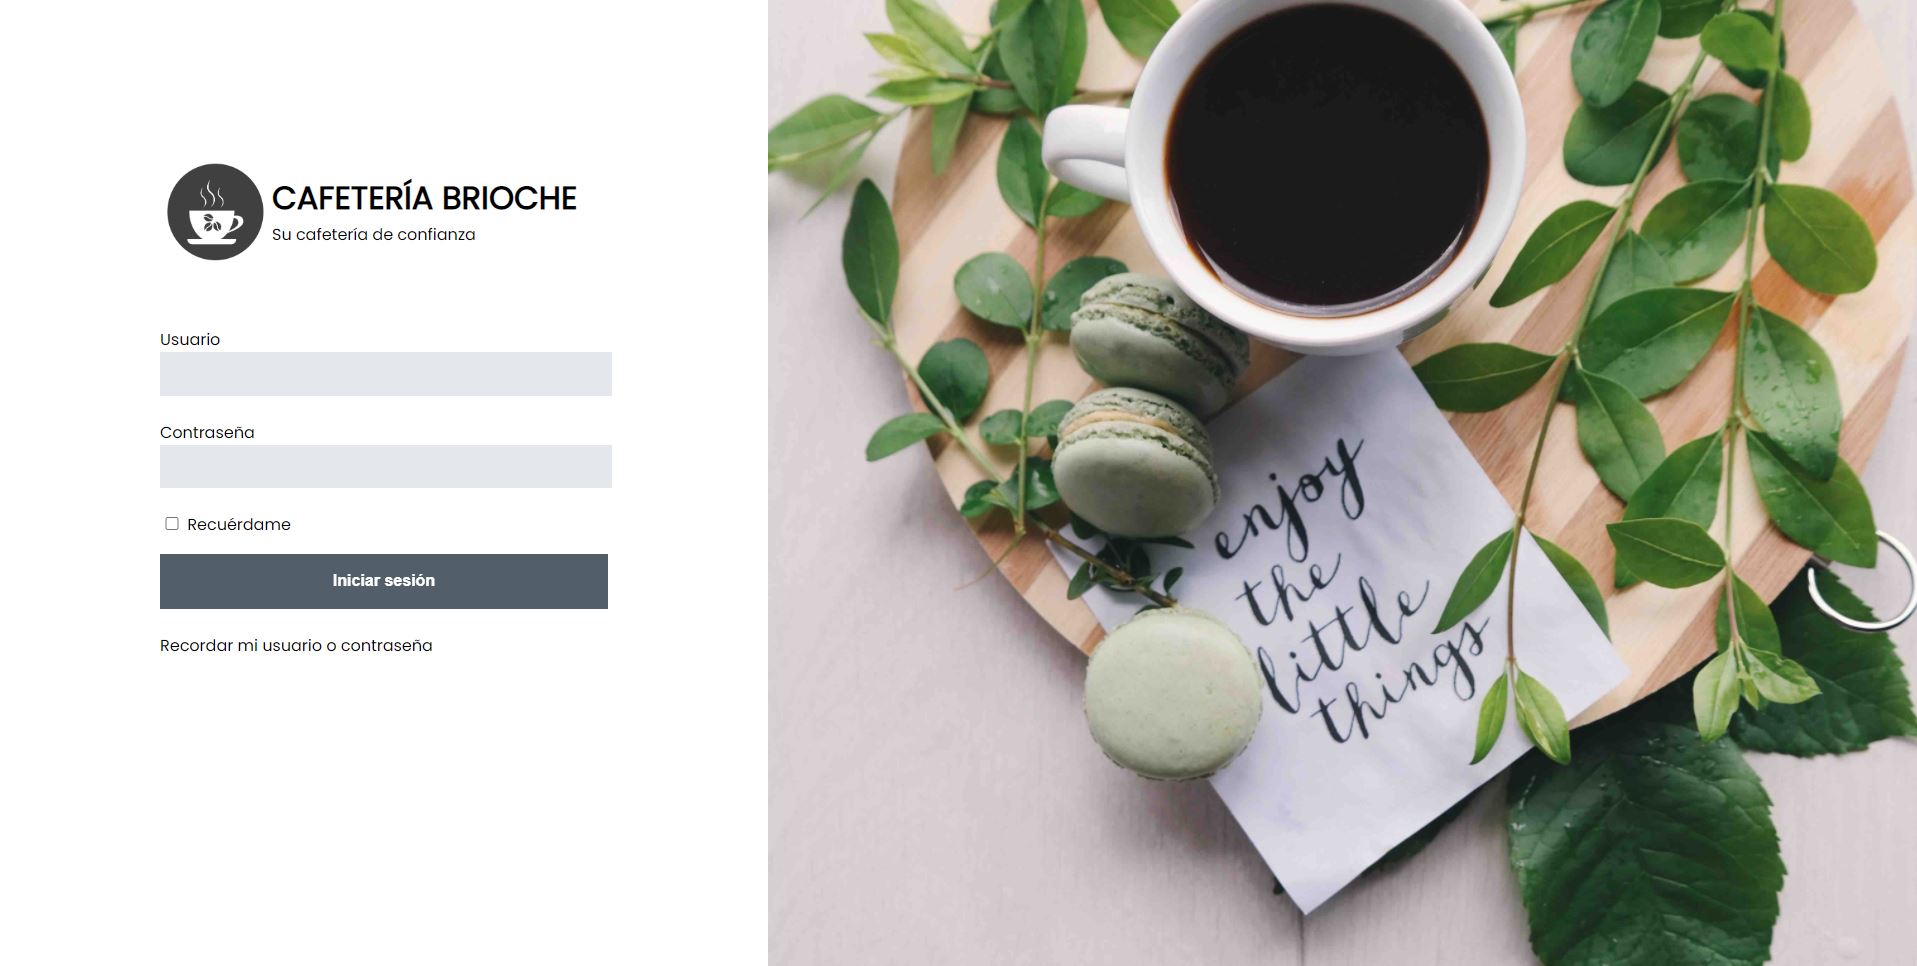 CAFETERÍA BRIOCHE
Su cafetería de confianza
Usuario
Contraseña
Recuérdame
Iniciar sesión
Recordar mi usuario o contraseña
enjoy
the
little
things